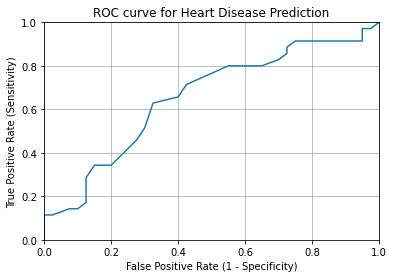 ROC curve for Heart Disease Prediction
1.0
0.8
0.6
0.4
0.2
0.0
True Positive Rate (Sensitivity)
0.0 0.2 0.4 0.6 0.8 1.0
False Positive Rate (1 - Specificity)